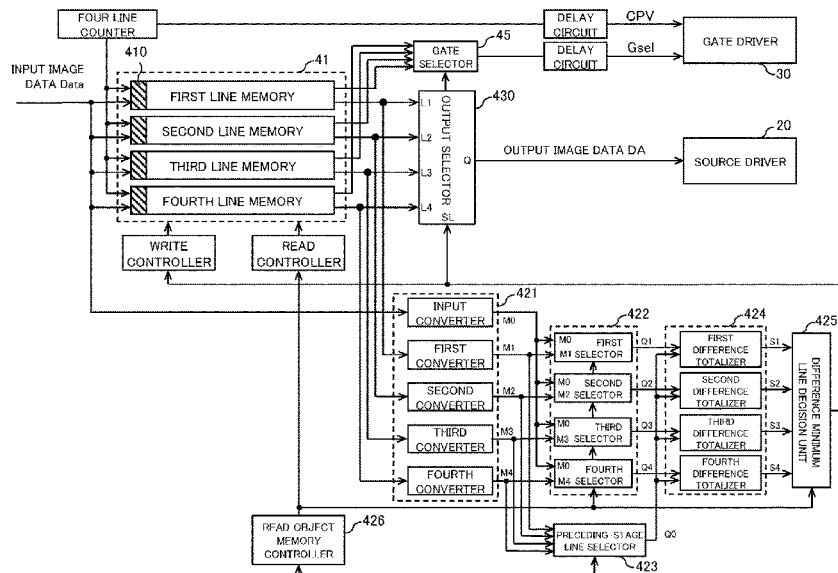 FOUR LINE
COUNTER
410
41
INPUT IMAGE
DATA Data
FIRST LINE MEMORY
SECOND LINE MEMORY
THIRD LINE MEMORY
FOURTH LINE MEMORY
WRITE
CONTROLLER
READ
CONTROLLER
GATE
SELECTOR
45
DELAY
CIRCUIT
CPV
DELAY
CIRCUIT
Gsel
GATE DRIVER
30
430
L1
L2
L3
L4
OUTPUT SELECTOR
Q
SL
OUTPUT IMAGE DATA DA
20
SOURCE DRIVER
421
INPUT
CONVERTER
M0
FIRST
CONVERTER
M1
SECOND
CONVERTER
M2
THIRD
CONVERTER
M3
FOURTH
CONVERTER
M4
422
M0 FIRST
M1 SELECTOR
Q1
M0 SECOND
M2 SELECTOR
Q2
M0 THIRD
M3 SELECTOR
Q3
M0 FOURTH
M4 SELECTOR
Q4
424
FIRST
DIFFERENCE
TOTALIZER
S1
SECOND
DIFFERENCE
TOTALIZER
S2
THIRD
DIFFERENCE
TOTALIZER
S3
FOURTH
DIFFERENCE
TOTALIZER
S4
425
DIFFERENCE MINIMUM
LINE DECISION UNIT
READ OBJECT
MEMORY
CONTROLLER
426
PRECEDING-STAGE
LINE SELECTOR
Q0
423